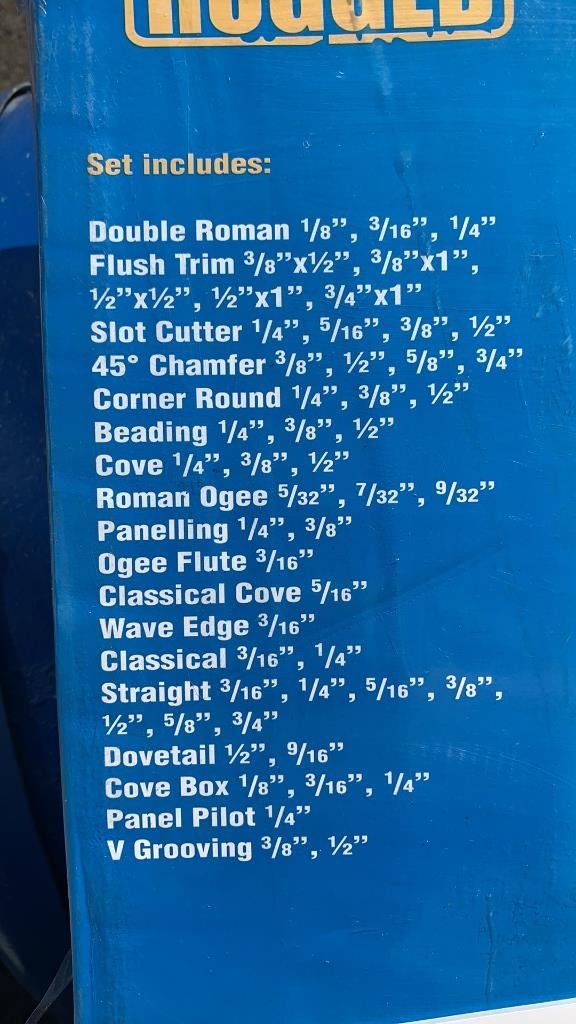 RUGGED
Set includes:
Double Roman 1/8”, 3/16”, 1/4”
Flush Trim 3/8”x½”, 3/8”x1”,
½”x½”, ½”x1”, 3/4”x1”
Slot Cutter 1/4”, 5/16”, 3/8”, ½”
45° Chamfer 3/8”, ½”, 5/8”, 3/4”
Corner Round 1/4”, 3/8”, ½”
Beading 1/4”, 3/8”, ½”
Cove 1/4”, 3/8”, ½”
Roman Ogee 5/32”, 7/32”, 9/32”
Panelling 1/4”, 3/8”
Ogee Flute 3/16”
Classical Cove 5/16”
Wave Edge 3/16”
Classical 3/16”, 1/4”
Straight 3/16”, 1/4”, 5/16”, 3/8”,
½”, 5/8”, 3/4”
Dovetail ½”, 9/16”
Cove Box 1/8”, 3/16”, 1/4”
Panel Pilot 1/4”
V Grooving 3/8”, ½”